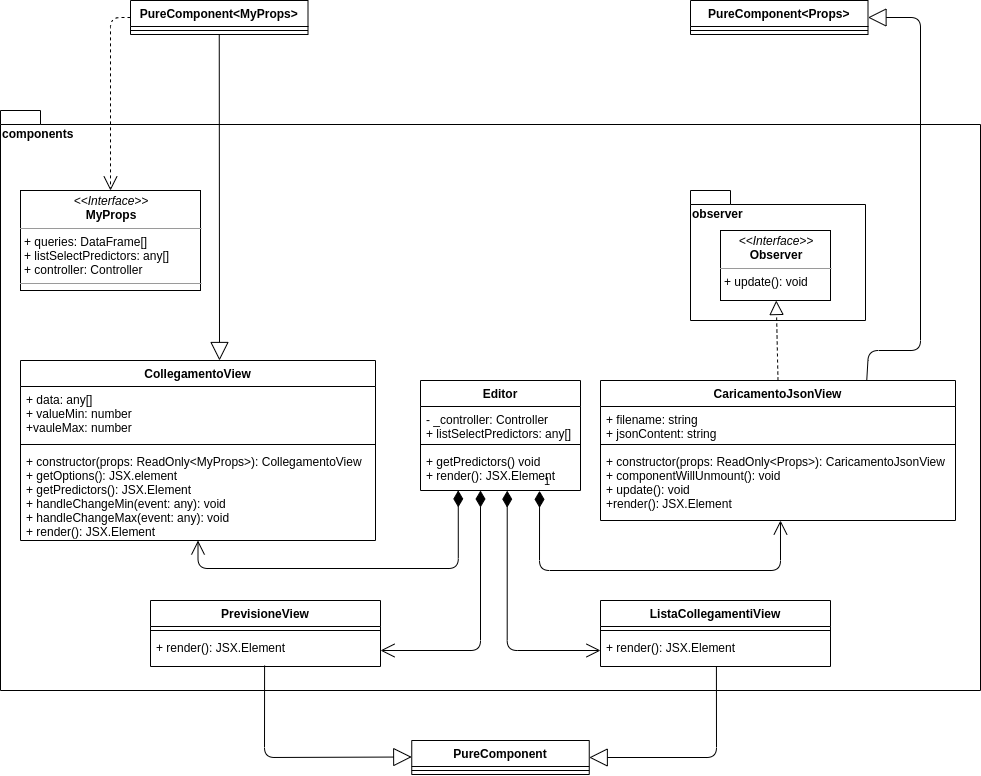 PureComponent<MyProps>
PureComponent<Props>
components
<<Interface>>
MyProps
+ queries: DataFrame[]
+ listSelectPredictors: any[]
+ controller: Controller
observer
<<Interface>>
Observer
+ update(): void
CollegamentoView
+ data: any[]
+ valueMin: number
+vauleMax: number
+ constructor(props: ReadOnly<MyProps>): CollegamentoView
+ getOptions(): JSX.element
+ getPredictors(): JSX.Element
+ handleChangeMin(event: any): void
+ handleChangeMax(event: any): void
+ render(): JSX.Element
Editor
- _controller: Controller
+ listSelectPredictors: any[]
+ getPredictors() void
+ render(): JSX.Element
1
CaricamentoJsonView
+ filename: string
+ jsonContent: string
+ constructor(props: ReadOnly<Props>): CaricamentoJsonView
+ componentWillUnmount(): void
+ update(): void
+render(): JSX.Element
PrevisioneView
+ render(): JSX.Element
ListaCollegamentiView
+ render(): JSX.Element
PureComponent